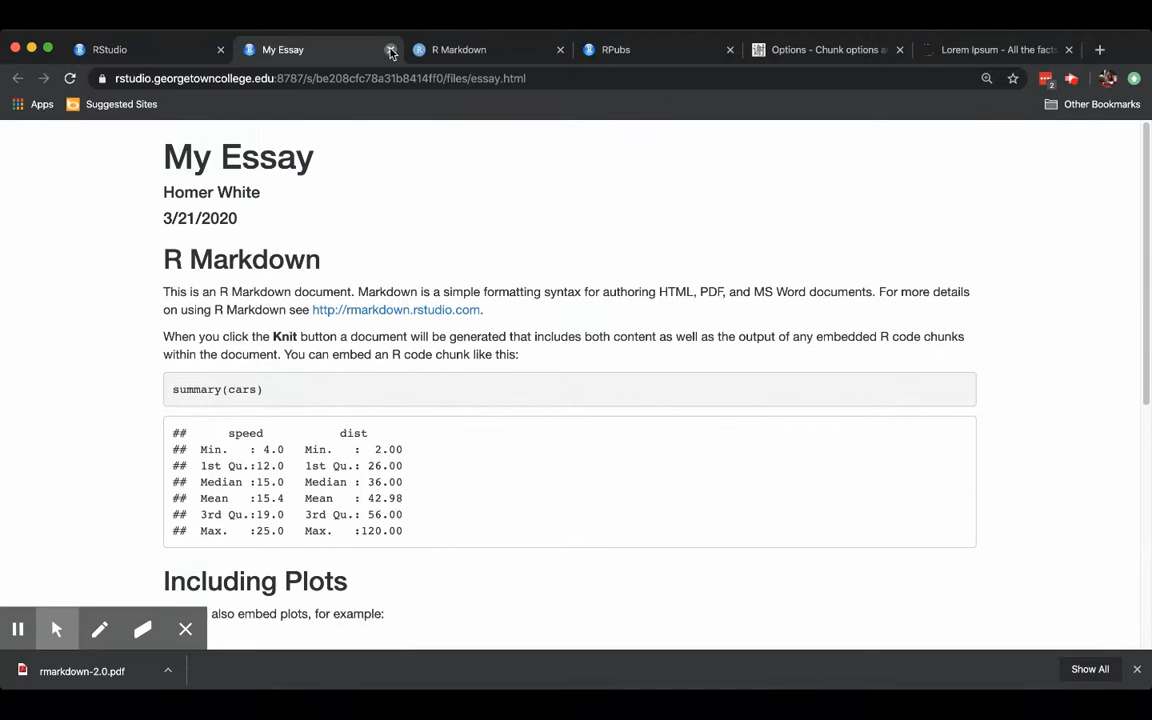 RStudio
My Essay
R Markdown
RPubs
Options - Chunk options a
Lorem Ipsum - All the facts
rstudio.georgetowncollege.edu:8787/s/be208cfc78a31b8414ff0/files/essay.html
2
Apps
Suggested Sites
Other Bookmarks
My Essay
Homer White
3/21/2020
R Markdown
This is an R Markdown document. Markdown is a simple formatting syntax for authoring HTML, PDF, and MS Word documents. For more details
on using R Markdown see http://rmarkdown.rstudio.com.
When you click the Knit button a document will be generated that includes both content as well as the output of any embedded R code chunks
within the document. You can embed an R code chunk like this:
summary(cars)
## speed dist
## Min. : 4.0 Min. : 2.00
## 1st Qu.:12.0 1st Qu.: 26.00
## Median :15.0 Median : 36.00
## Mean :15.4 Mean : 42.98
## 3rd Qu.:19.0 3rd Qu.: 56.00
## Max. :25.0 Max. :120.00
Including Plots
also embed plots, for example:
rmarkdown-2.0.pdf
Show All